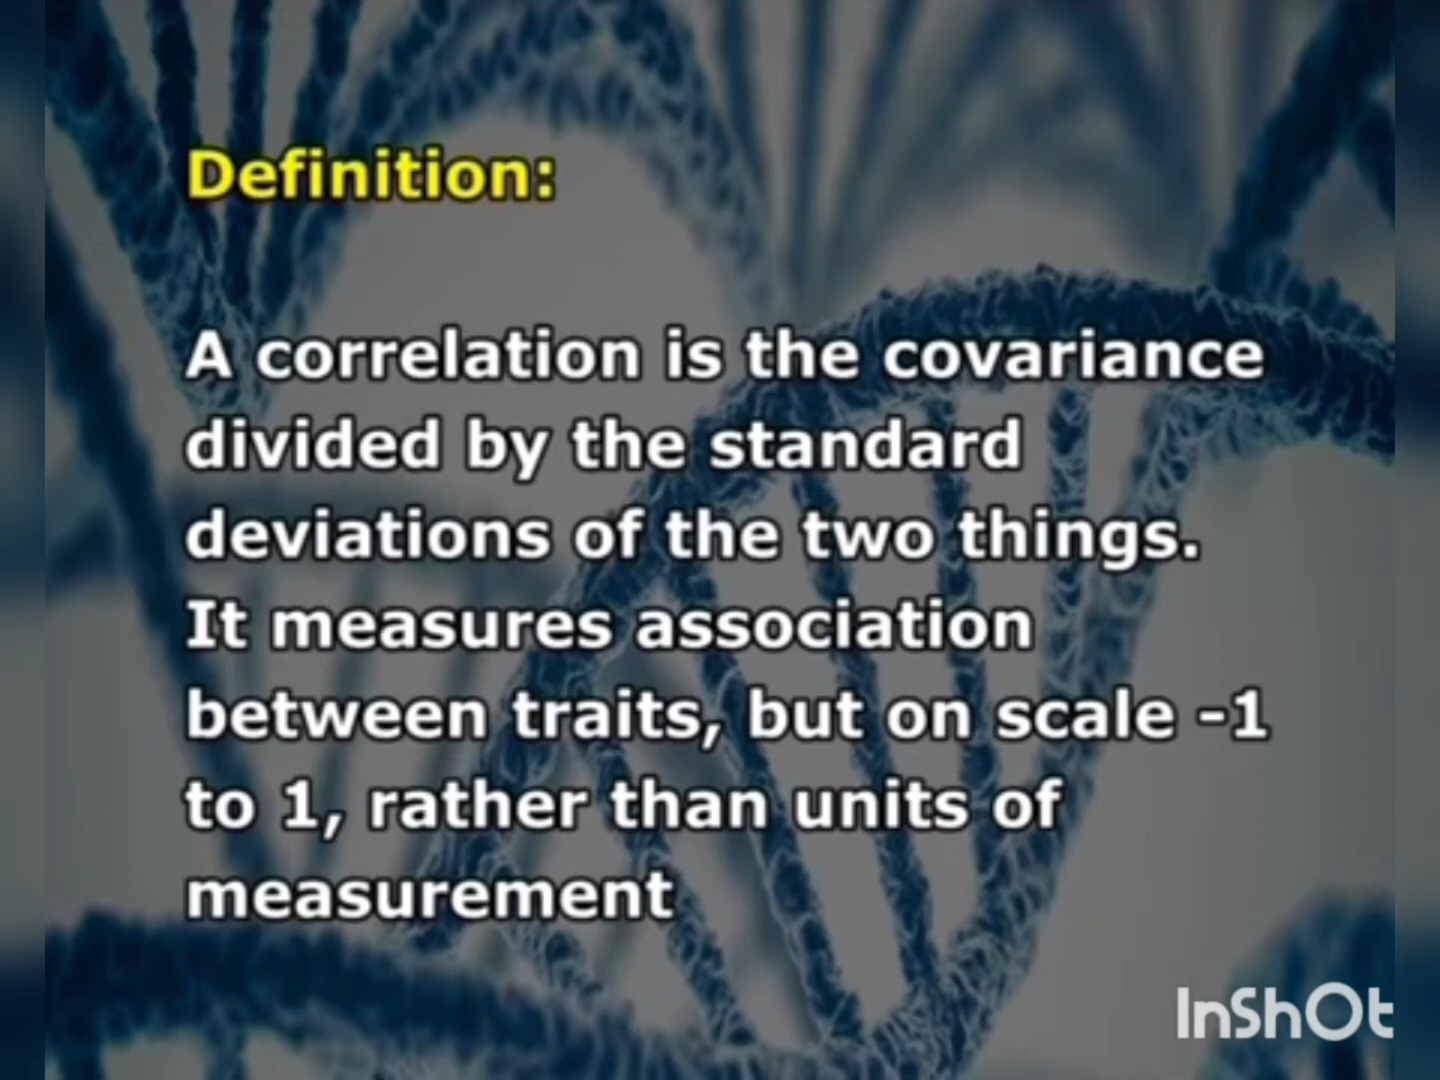 Definition:
A correlation is the covariance
divided by the standard
deviations of the two things.
It measures association
between traits, but on scale -1
to 1, rather than units of
measurement
InShOt